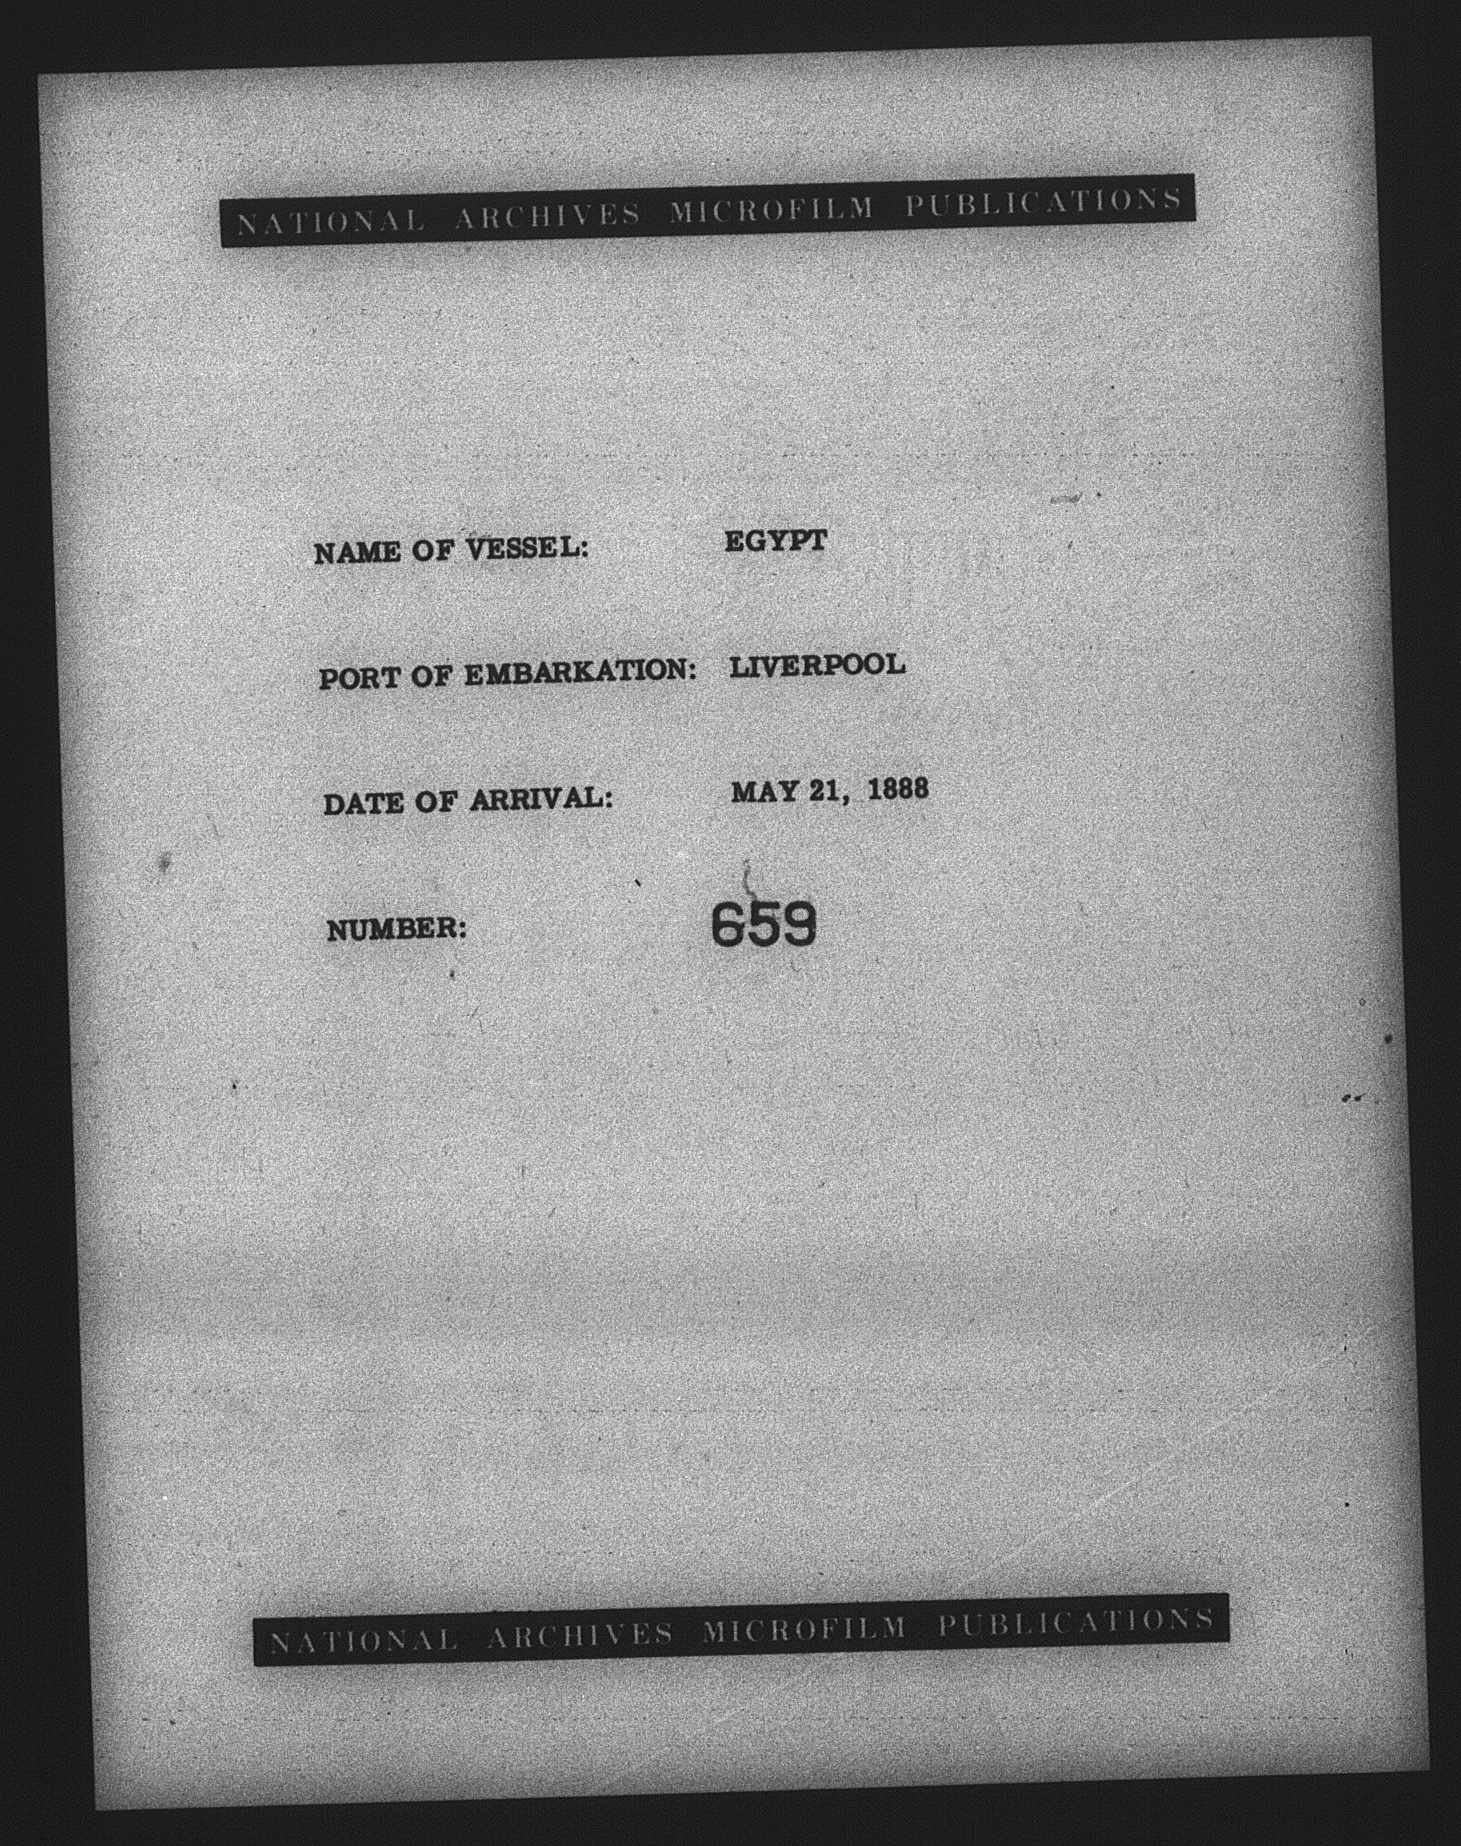 NATIONAL ARCHIVES MICROFILM PUBLICATIONS
NAME OF VESSEL: EGYPT
PORT OF EMBARKATION: LIVERPOOL
DATE OF ARRIVAL: MAY 21, 1888
NUMBER: 659
NATIONAL ARCHIVES MICROFILM PUBLICATIONS